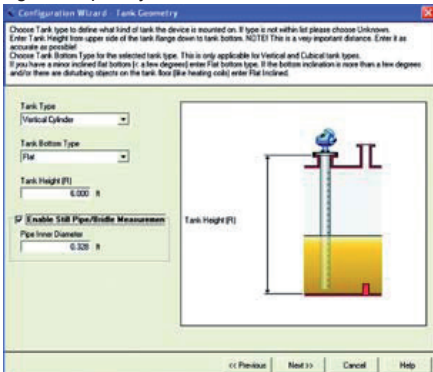 Configuration Wizard - Tank Geometry
Choose Tank type to define what kind of tank the device is mounted on. If type is not within list please choose Unknown.
Enter Tank Height from upper side of the tank flange down to tank bottom. NOTE! This is a very important distance. Enter it as
accurate as possible!
Choose Tank Bottom Type for the selected tank type. This is only applicable for Vertical and Cubical tank types.
If you have a minor inclined flat bottom (< a few degrees) enter Flat bottom type. If the bottom inclination is more than a few degrees
and/or there are disturbing objects on the tank floor (like heating coils) enter Flat Inclined.
Tank Type
Vertical Cylinder
Tank Bottom Type
Flat
Tank Height (R)
6.000 ft
Enable Still Pipe/Bridle Measuremen
Pipe Inner Diameter
0.328 ft
Tank Height (R)
<< Previous Next >> Cancel Help